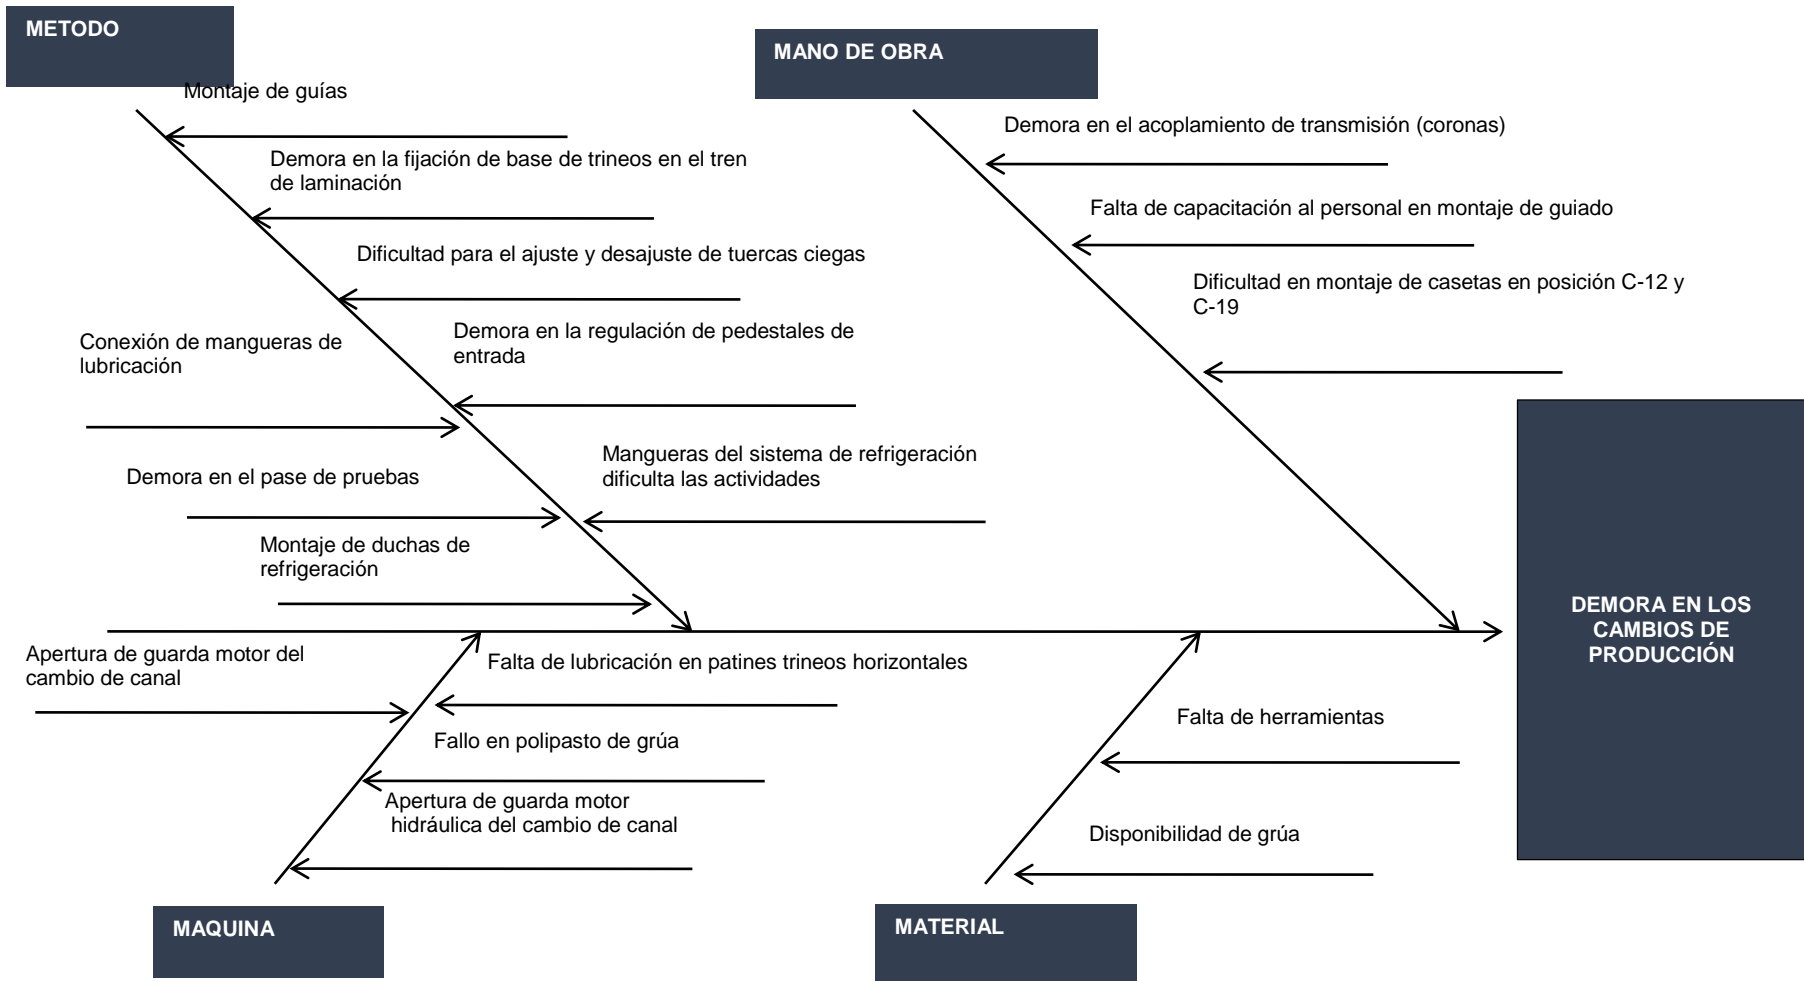 METODO
Montaje de guías
Demora en la fijación de base de trineos en el tren
de laminación
Dificultad para el ajuste y desajuste de tuercas ciegas
Demora en la regulación de pedestales de
entrada
Conexión de mangueras de
lubricación
Mangueras del sistema de refrigeración
dificulta las actividades
Demora en el pase de pruebas
Montaje de duchas de
refrigeración
MANO DE OBRA
Demora en el acoplamiento de transmisión (coronas)
Falta de capacitación al personal en montaje de guiado
Dificultad en montaje de casetas en posición C-12 y
C-19
DEMORA EN LOS
CAMBIOS DE
PRODUCCIÓN
Apertura de guarda motor del
cambio de canal
Falta de lubricación en patines trineos horizontales
Fallo en polipasto de grúa
Apertura de guarda motor
hidráulica del cambio de canal
MAQUINA
Falta de herramientas
Disponibilidad de grúa
MATERIAL